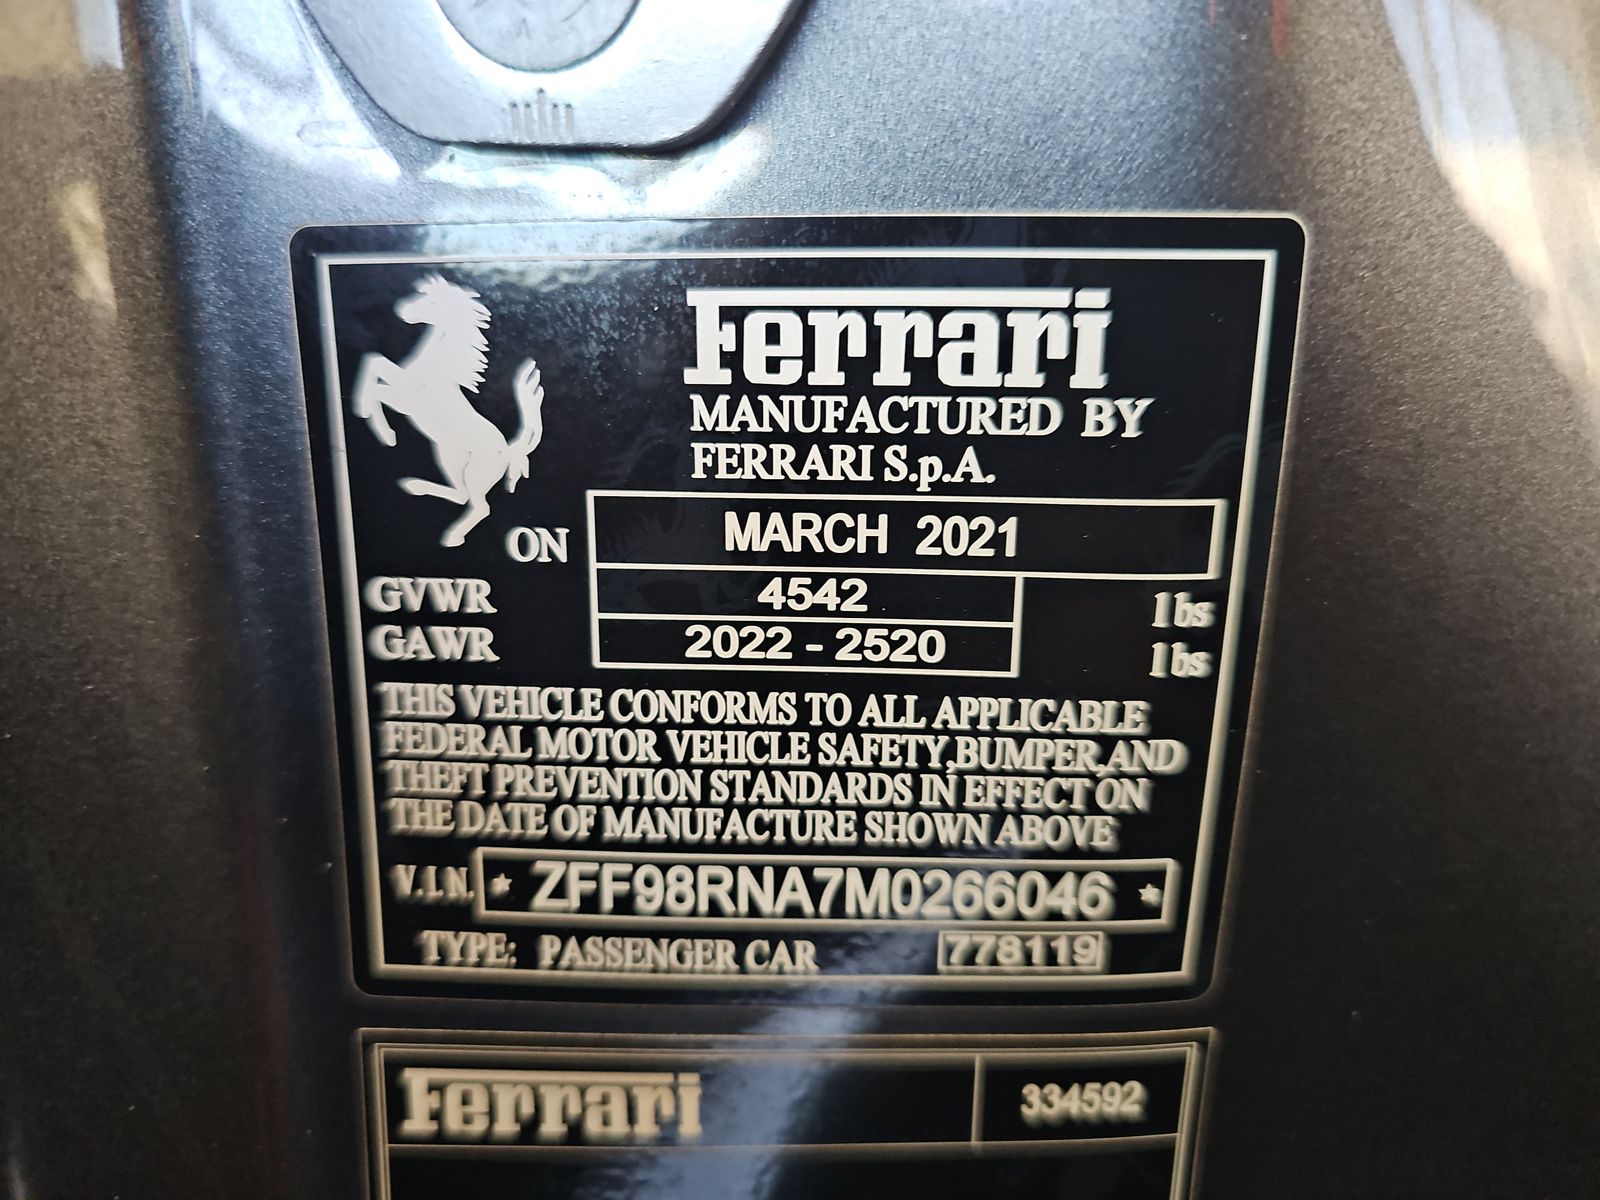 Ferrari
MANUFACTURED BY
FERRARI S.p.A.
ON MARCH 2021
GVWR 4542 lbs
GAWR 2022 - 2520 lbs
THIS VEHICLE CONFORMS TO ALL APPLICABLE
FEDERAL MOTOR VEHICLE SAFETY,BUMPER,AND
THEFT PREVENTION STANDARDS IN EFFECT ON
THE DATE OF MANUFACTURE SHOWN ABOVE
V.I.N. * ZFF98RNA7M0266046 *
TYPE: PASSENGER CAR 778119
Ferrari 334592